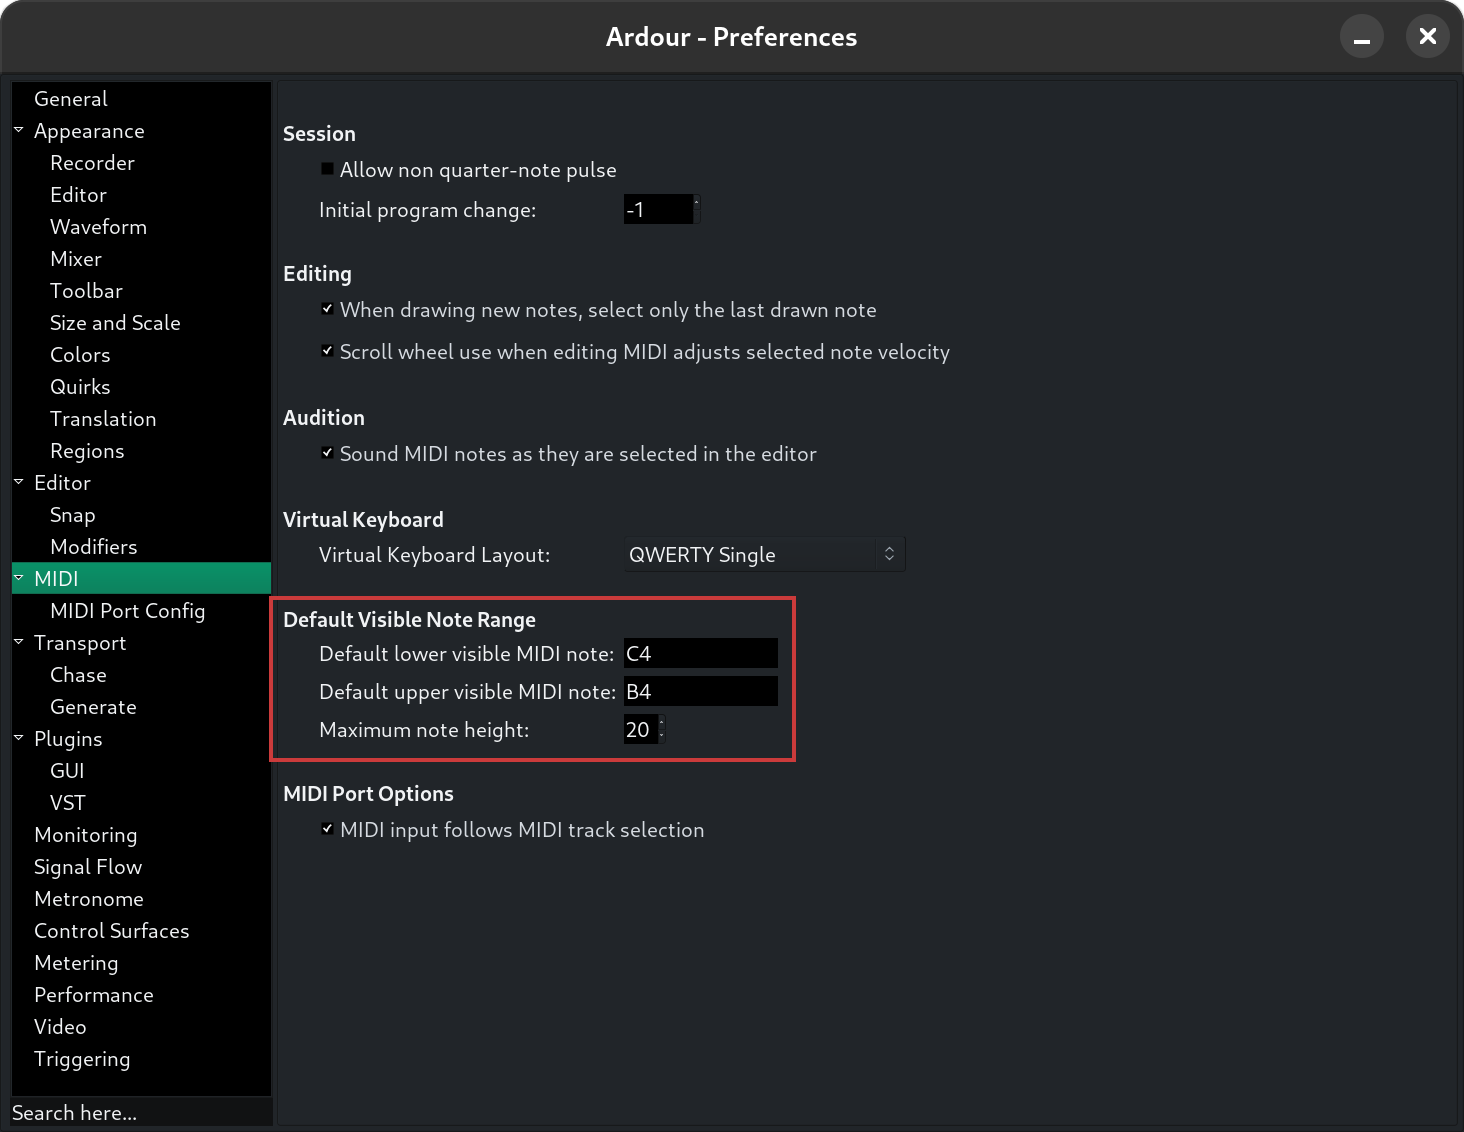 Ardour - Preferences
General
Appearance
Recorder
Editor
Waveform
Mixer
Toolbar
Size and Scale
Colors
Quirks
Translation
Regions
Editor
Snap
Modifiers
MIDI
MIDI Port Config
Transport
Chase
Generate
Plugins
GUI
VST
Monitoring
Signal Flow
Metronome
Control Surfaces
Metering
Performance
Video
Triggering
Search here...
Session
Allow non quarter-note pulse
Initial program change: -1
Editing
When drawing new notes, select only the last drawn note
Scroll wheel use when editing MIDI adjusts selected note velocity
Audition
Sound MIDI notes as they are selected in the editor
Virtual Keyboard
Virtual Keyboard Layout: QWERTY Single
Default Visible Note Range
Default lower visible MIDI note: C4
Default upper visible MIDI note: B4
Maximum note height: 20
MIDI Port Options
MIDI input follows MIDI track selection